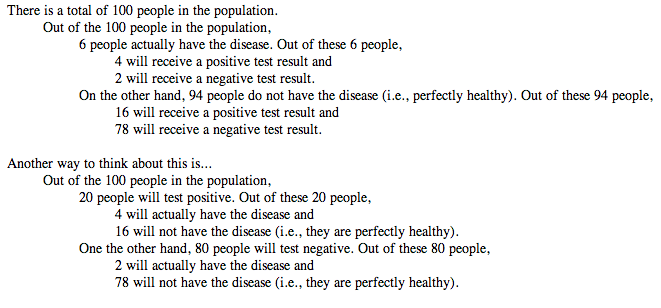 There is a total of 100 people in the population.
Out of the 100 people in the population,
6 people actually have the disease. Out of these 6 people,
4 will receive a positive test result and
2 will receive a negative test result.
On the other hand, 94 people do not have the disease (i.e., perfectly healthy). Out of these 94 people,
16 will receive a positive test result and
78 will receive a negative test result.
Another way to think about this is...
Out of the 100 people in the population,
20 people will test positive. Out of these 20 people,
4 will actually have the disease and
16 will not have the disease (i.e., they are perfectly healthy).
One the other hand, 80 people will test negative. Out of these 80 people,
2 will actually have the disease and
78 will not have the disease (i.e., they are perfectly healthy).